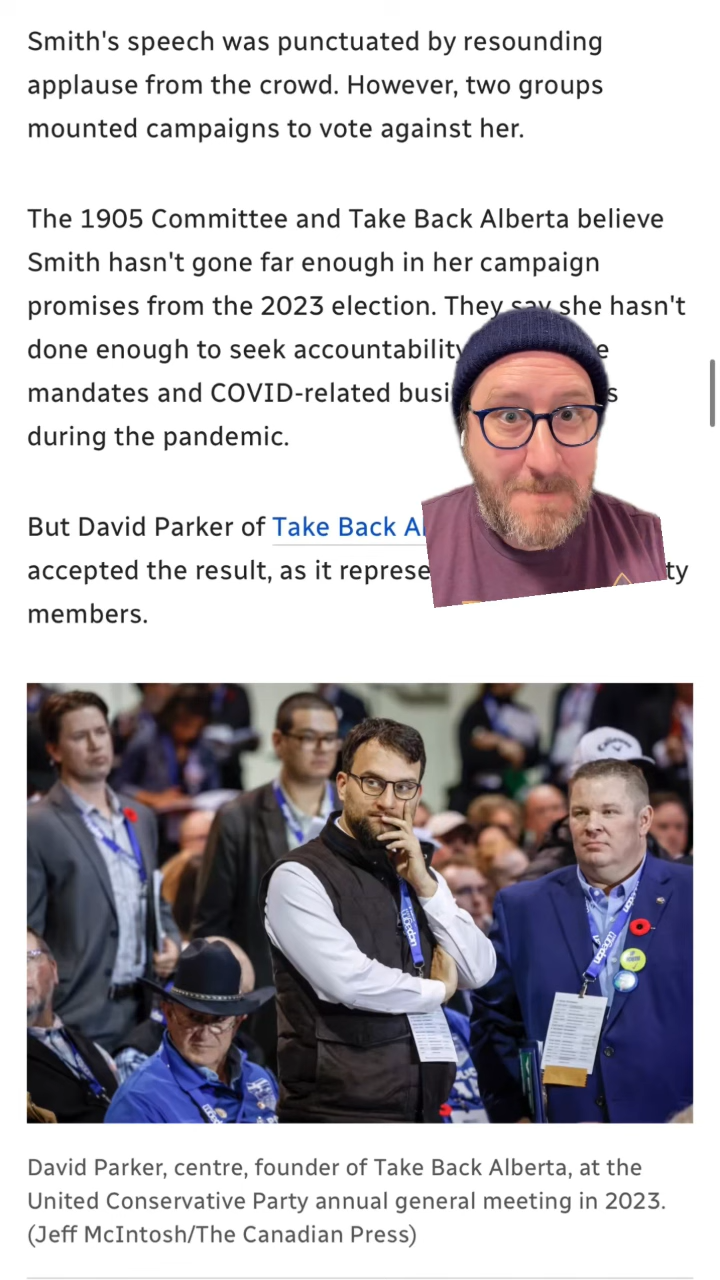 Smith's speech was punctuated by resounding
applause from the crowd. However, two groups
mounted campaigns to vote against her.
The 1905 Committee and Take Back Alberta believe
Smith hasn't gone far enough in her campaign
promises from the 2023 election. They say she hasn't
done enough to seek accountability
mandates and COVID-related
during the pandemic.
But David Parker of Take Back
accepted the result, as it
members.
Callaway
David Parker, centre, founder of Take Back Alberta, at the
United Conservative Party annual general meeting in 2023.
(Jeff McIntosh/The Canadian Press)